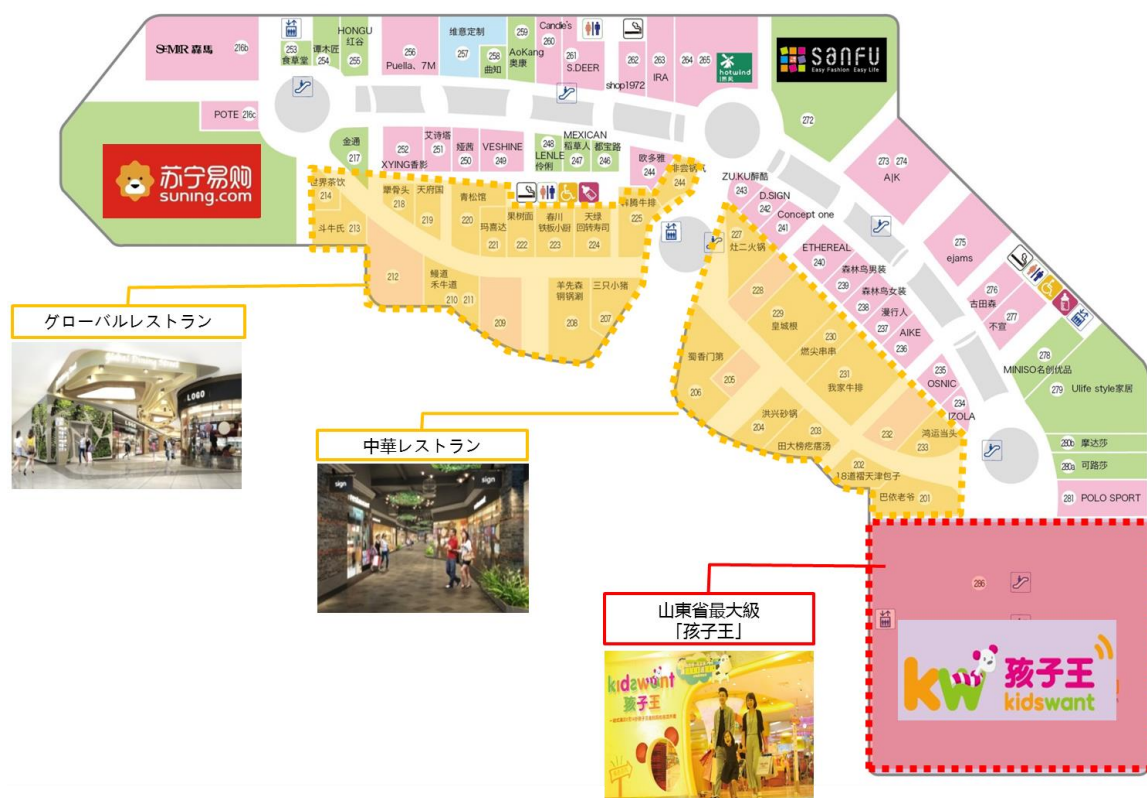 SEMIR 森馬
216b
253
食草堂
谭木匠
254
HONGU
红谷
255
256
Puella、7M
维意定制
257
258
曲知
259
AoKang
奥康
Candie's
260
261
S.DEER
262
shop1972
263
IRA
264
265
hotwind
SANFU
Easy Fashion Easy Life
272
POTE 216c
苏宁易购
suning.com
金通
217
252
XYING香影
艾诗塔
251
娅茜
250
VESHINE
249
248
LENLE
伶俐
MEXICAN
稻草人
247
都宝路
246
欧多雅
244
244
ZU.KU醉酷
243
D.SIGN
242
Concept one
241
273
274
A|K
世界茶饮
214
斗牛氏 213
犟骨头
218
天府国
219
青松馆
220
玛喜达
221
果树面
222
春川
铁板小厨
223
天绿
回转寿司
224
225
227
灶二火锅
ETHEREAL
240
森林鸟男装
239
森林鸟女装
238
漫行人
237
AIKE
236
275
ejams
276
古田森
277
不宣
212
鳗道
禾牛道
210
211
209
羊先森
铜锅涮
208
三只小猪
207
228
229
皇城根
230
燃尖串串
231
我家牛排
235
OSNIC
234
IZOLA
278
MINISO名创优品
279
Ulife style家居
蜀香门第
206
205
洪兴砂锅
204
203
田大榜疙瘩汤
232
鸿运当头
233
202
18道褶天津包子
巴依老爷 201
280b 摩达莎
280a 可路莎
281 POLO SPORT
グローバルレストラン
LOGO
中華レストラン
sign
sign
山東省最大級
「孩子王」
kidswant
孩子王
286
kw 孩子王
kidswant